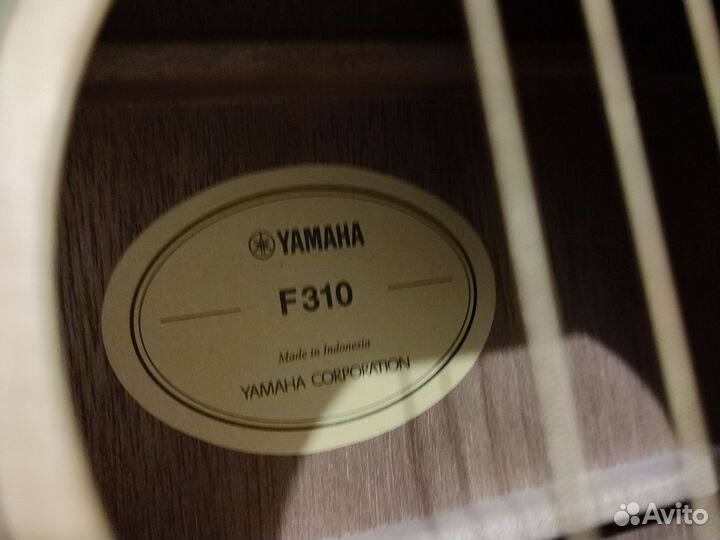 YAMAHA
F310
Made in Indonesia
YAMAHA CORPORATION
Avito